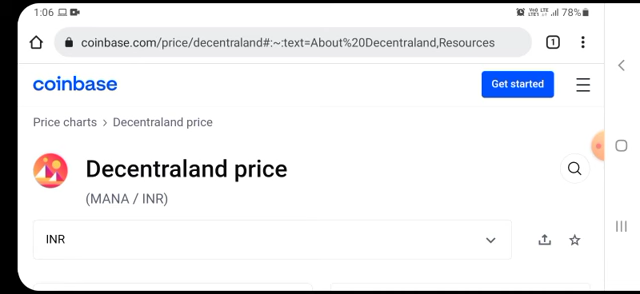 1:06
78%
coinbase.com/price/decentraland#:~:text=About%20Decentraland,Resources
1
coinbase
Get started
Price charts > Decentraland price
Decentraland price
(MANA / INR)
INR